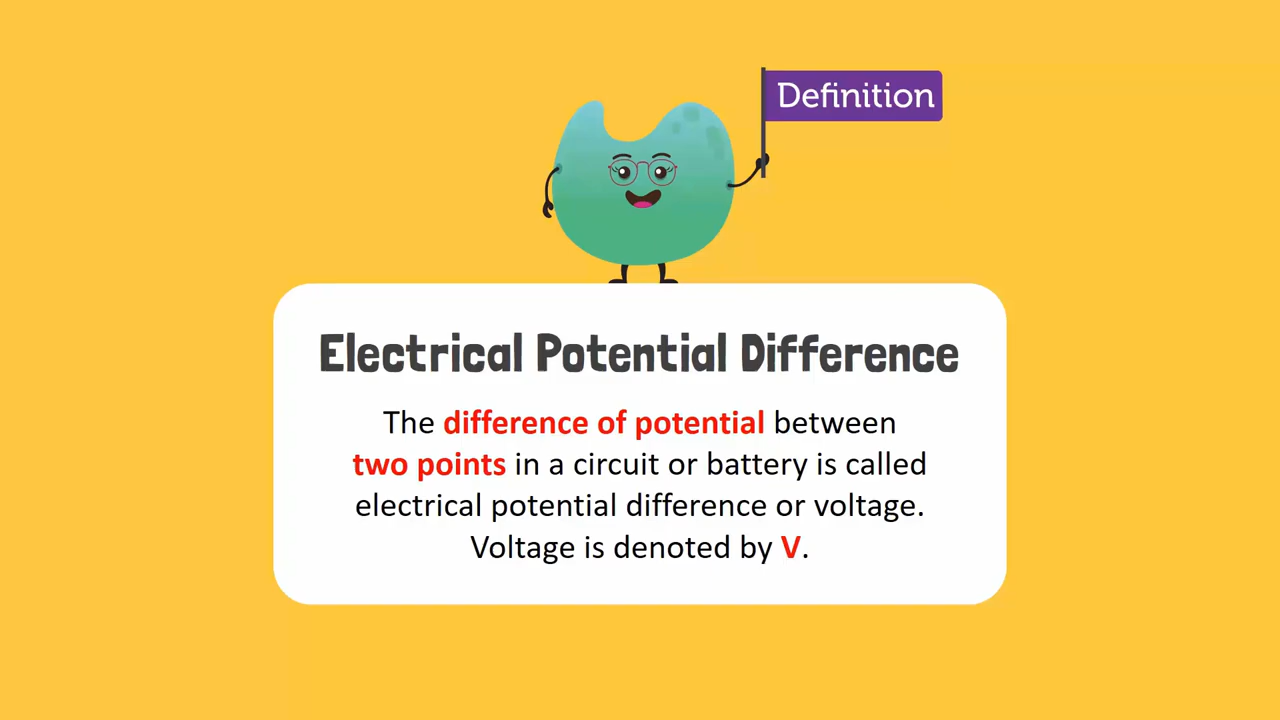 Definition
Electrical Potential Difference
The difference of potential between
two points in a circuit or battery is called
electrical potential difference or voltage.
Voltage is denoted by V.